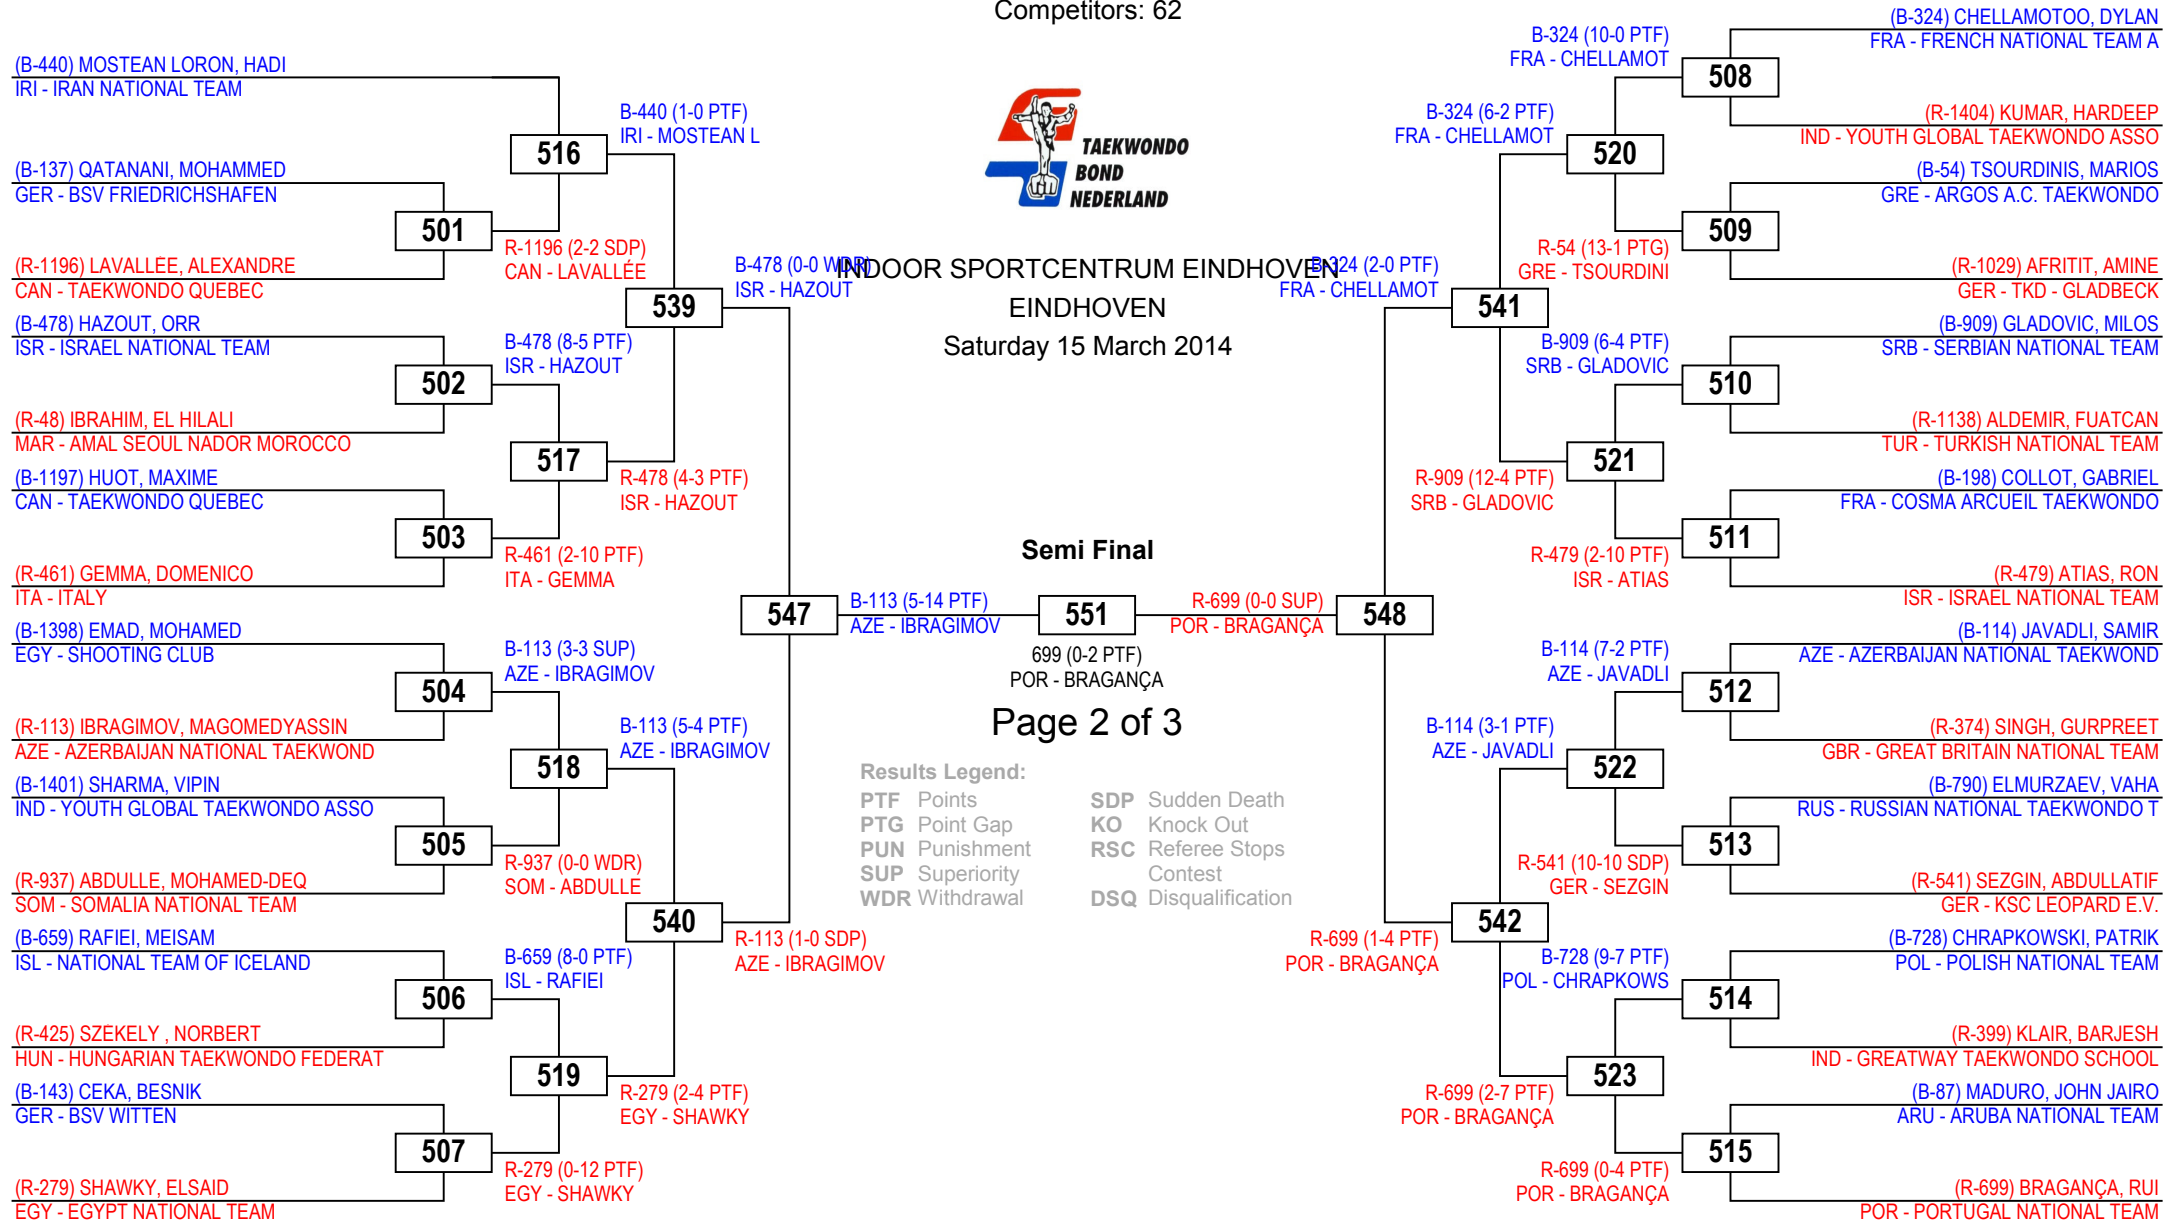 Competitors: 62
(B-440) MOSTEAN LORON, HADI
IRI - IRAN NATIONAL TEAM
(B-137) QATANANI, MOHAMMED
GER - BSV FRIEDRICHSHAFEN
(R-1196) LAVALLÉE, ALEXANDRE
CAN - TAEKWONDO QUEBEC
(B-478) HAZOUT, ORR
ISR - ISRAEL NATIONAL TEAM
(R-48) IBRAHIM, EL HILALI
MAR - AMAL SEOUL NADOR MOROCCO
(B-1197) HUOT, MAXIME
CAN - TAEKWONDO QUEBEC
(R-461) GEMMA, DOMENICO
ITA - ITALY
(B-1398) EMAD, MOHAMED
EGY - SHOOTING CLUB
(R-113) IBRAGIMOV, MAGOMEDYASSIN
AZE - AZERBAIJAN NATIONAL TAEKWOND
(B-1401) SHARMA, VIPIN
IND - YOUTH GLOBAL TAEKWONDO ASSO
(R-937) ABDULLE, MOHAMED-DEQ
SOM - SOMALIA NATIONAL TEAM
(B-659) RAFIEI, MEISAM
ISL - NATIONAL TEAM OF ICELAND
(R-425) SZÉKELY , NORBERT
HUN - HUNGARIAN TAEKWONDO FEDERAT
(B-143) CEKA, BESNIK
GER - BSV WITTEN
(R-279) SHAWKY, ELSAID
EGY - EGYPT NATIONAL TEAM
501
R-1196 (2-2 SDP)
CAN - LAVALLÉE
502
B-478 (8-5 PTF)
ISR - HAZOUT
503
R-461 (2-10 PTF)
ITA - GEMMA
504
B-113 (3-3 SUP)
AZE - IBRAGIMOV
505
R-937 (0-0 WDR)
SOM - ABDULLE
506
B-659 (8-0 PTF)
ISL - RAFIEI
507
R-279 (0-12 PTF)
EGY - SHAWKY
516
B-440 (1-0 PTF)
IRI - MOSTEAN L
517
R-478 (4-3 PTF)
ISR - HAZOUT
518
B-113 (5-4 PTF)
AZE - IBRAGIMOV
519
R-279 (2-4 PTF)
EGY - SHAWKY
539
B-478 (0-0 WDR)
ISR - HAZOUT
540
R-113 (1-0 SDP)
AZE - IBRAGIMOV
547
B-113 (5-14 PTF)
AZE - IBRAGIMOV
TAEKWONDO
BOND
NEDERLAND
INDOOR SPORTCENTRUM EINDHOVEN
EINDHOVEN
Saturday 15 March 2014
Semi Final
551
699 (0-2 PTF)
POR - BRAGANÇA
Page 2 of 3
Results Legend:
PTF Points
PTG Point Gap
PUN Punishment
SUP Superiority
WDR Withdrawal
SDP Sudden Death
KO Knock Out
RSC Referee Stops
Contest
DSQ Disqualification
R-699 (0-0 SUP)
POR - BRAGANÇA
548
B-324 (2-0 PTF)
FRA - CHELLAMOT
541
R-699 (1-4 PTF)
POR - BRAGANÇA
542
B-324 (6-2 PTF)
FRA - CHELLAMOT
520
R-909 (12-4 PTF)
SRB - GLADOVIC
521
B-114 (3-1 PTF)
AZE - JAVADLI
522
R-699 (2-7 PTF)
POR - BRAGANÇA
523
B-324 (10-0 PTF)
FRA - CHELLAMOT
508
R-54 (13-1 PTG)
GRE - TSOURDINI
509
B-909 (6-4 PTF)
SRB - GLADOVIC
510
R-479 (2-10 PTF)
ISR - ATIAS
511
B-114 (7-2 PTF)
AZE - JAVADLI
512
R-541 (10-10 SDP)
GER - SEZGIN
513
B-728 (9-7 PTF)
POL - CHRAPKOWS
514
R-699 (0-4 PTF)
POR - BRAGANÇA
515
(B-324) CHELLAMOTOO, DYLAN
FRA - FRENCH NATIONAL TEAM A
(R-1404) KUMAR, HARDEEP
IND - YOUTH GLOBAL TAEKWONDO ASSO
(B-54) TSOURDINIS, MARIOS
GRE - ARGOS A.C. TAEKWONDO
(R-1029) AFRITIT, AMINE
GER - TKD - GLADBECK
(B-909) GLADOVIC, MILOS
SRB - SERBIAN NATIONAL TEAM
(R-1138) ALDEMIR, FUATCAN
TUR - TURKISH NATIONAL TEAM
(B-198) COLLOT, GABRIEL
FRA - COSMA ARCUEIL TAEKWONDO
(R-479) ATIAS, RON
ISR - ISRAEL NATIONAL TEAM
(B-114) JAVADLI, SAMIR
AZE - AZERBAIJAN NATIONAL TAEKWOND
(R-374) SINGH, GURPREET
GBR - GREAT BRITAIN NATIONAL TEAM
(B-790) ELMURZAEV, VAHA
RUS - RUSSIAN NATIONAL TAEKWONDO T
(R-541) SEZGIN, ABDULLATIF
GER - KSC LEOPARD E.V.
(B-728) CHRAPKOWSKI, PATRIK
POL - POLISH NATIONAL TEAM
(R-399) KLAIR, BARJESH
IND - GREATWAY TAEKWONDO SCHOOL
(B-87) MADURO, JOHN JAIRO
ARU - ARUBA NATIONAL TEAM
(R-699) BRAGANÇA, RUI
POR - PORTUGAL NATIONAL TEAM